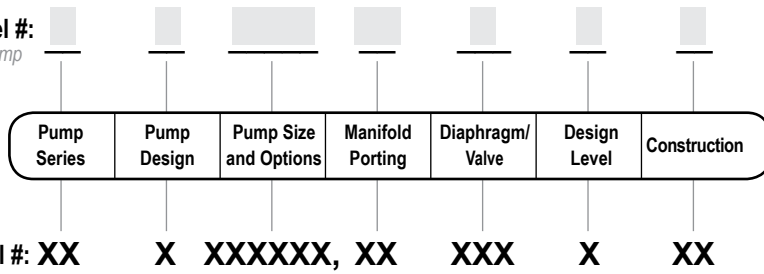 el #:
mp
Pump Series
Pump Design
Pump Size and Options
Manifold Porting
Diaphragm/ Valve
Design Level
Construction
l #: XX X XXXXXX, XX XXX X XX